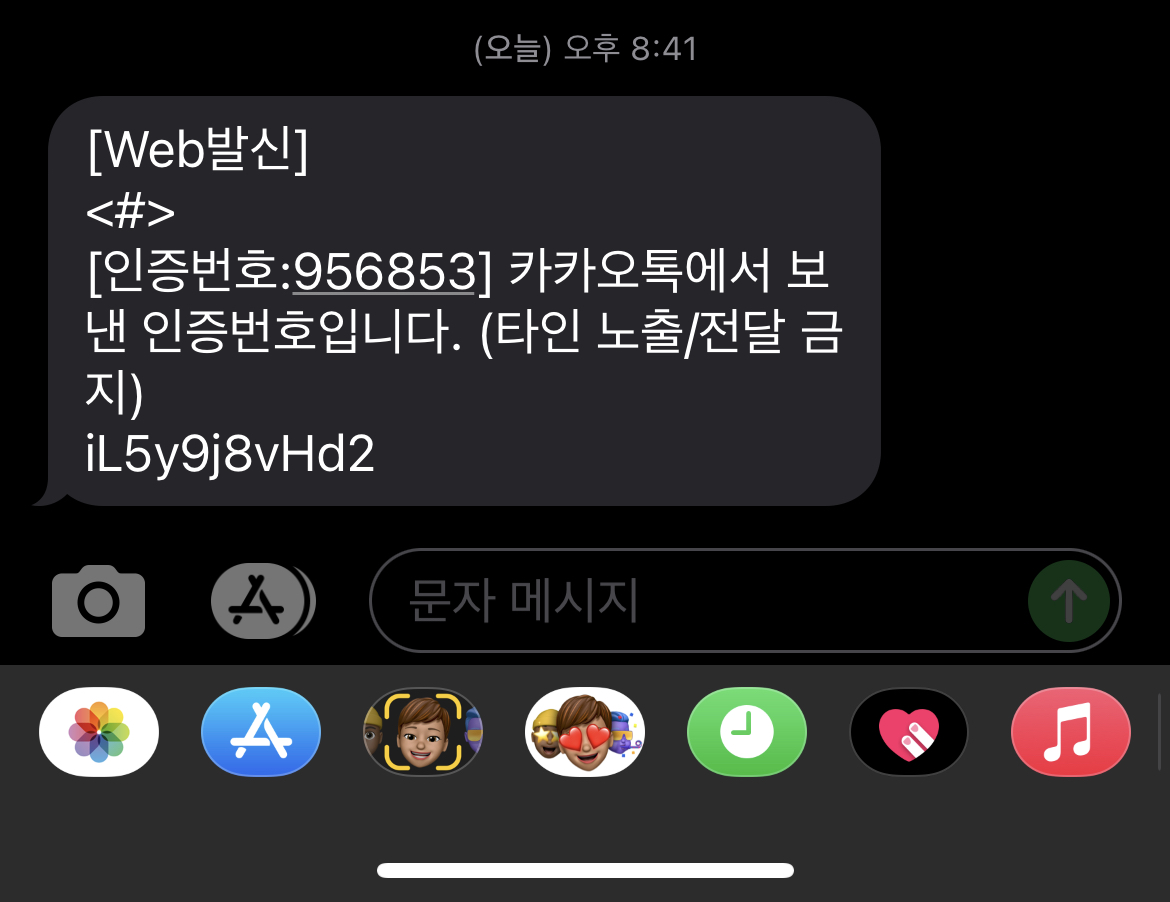 (오늘) 오후 8:41
[Web발신]
<#>
[인증번호:956853] 카카오톡에서 보
낸 인증번호입니다. (타인 노출/전달 금
지)
iL5y9j8vHd2
문자 메시지